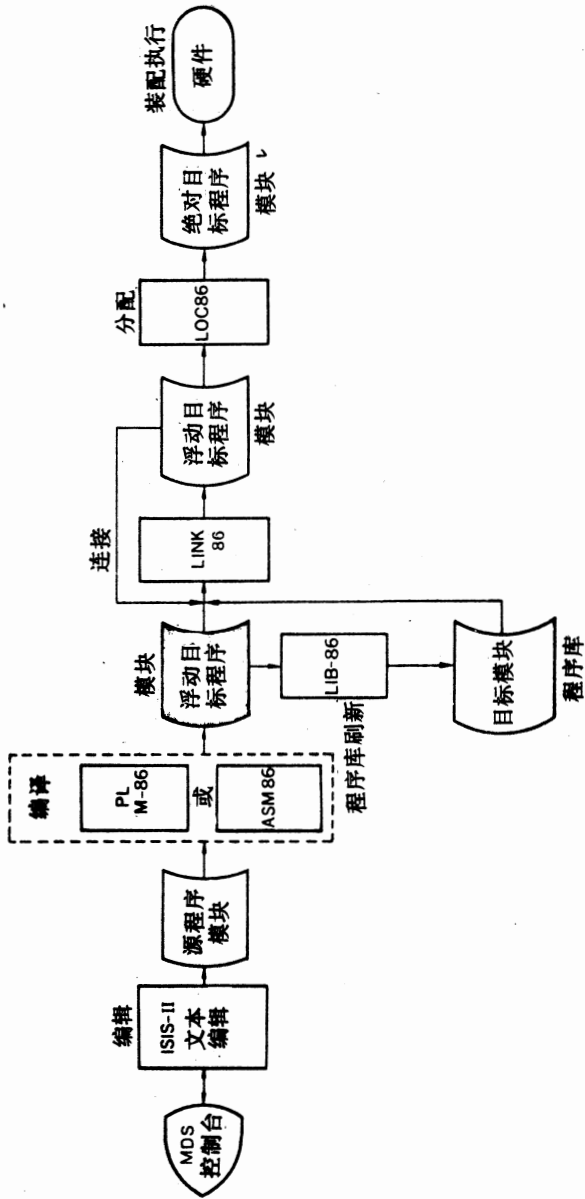 MDS
控制台
编辑
ISIS-II
文本
编辑
源程序
模块
编译
PL
M-86
或
ASM86
模块
浮动目
标程序
程序库刷新
LIB-86
目标模块
程序库
连接
LINK
86
浮动目
标程序
模块
分配
LOC86
绝对目
标程序
模块
装配执行
硬件